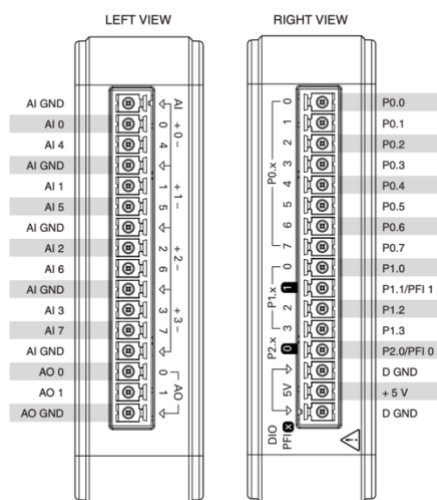 LEFT VIEW
RIGHT VIEW
AI GND
AI 0
AI 4
AI GND
AI 1
AI 5
AI GND
AI 2
AI 6
AI GND
AI 3
AI 7
AI GND
AO 0
AO 1
AO GND
AI
0
4
1
5
2
6
3
7
0
1
+ 0 -
+ 1 -
+ 2 -
+ 3 -
AO
P0.x
P1.x
P2.x
0
1
2
3
4
5
6
7
0
1
2
3
0
5V
DIO
PFI X
P0.0
P0.1
P0.2
P0.3
P0.4
P0.5
P0.6
P0.7
P1.0
P1.1/PFI 1
P1.2
P1.3
P2.0/PFI 0
D GND
+ 5 V
D GND